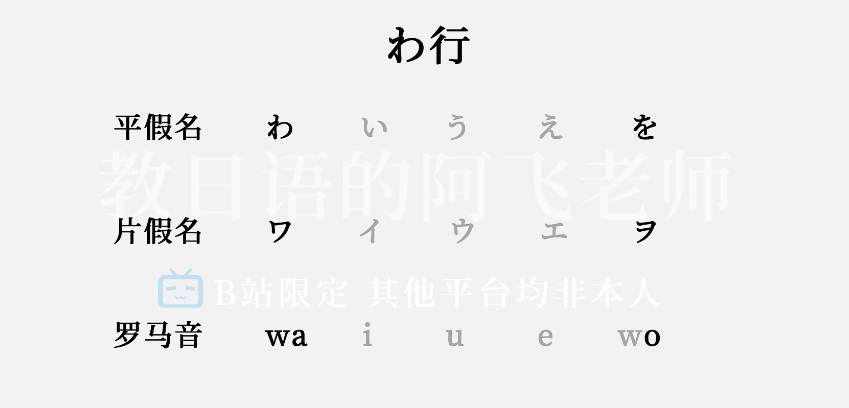 わ行
平假名 わ い う え を
教日语的阿飞老师
片假名 ワ イ ウ エ ヲ
B站限定 其他平台均非本人
罗马音 wa i u e wo